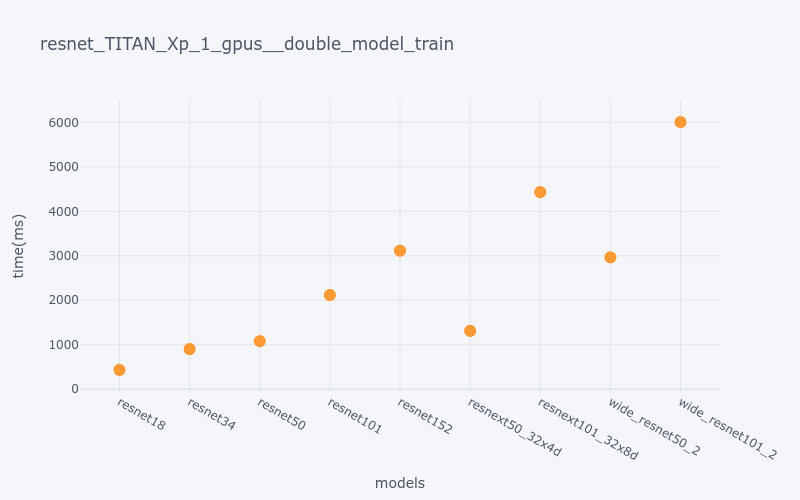 resnet_TITAN_Xp_1_gpus__double_model_train
time(ms)
6000
5000
4000
3000
2000
1000
0
resnet18
resnet34
resnet50
resnet101
resnet152
resnext50_32x4d
resnext101_32x8d
wide_resnet50_2
wide_resnet101_2
models